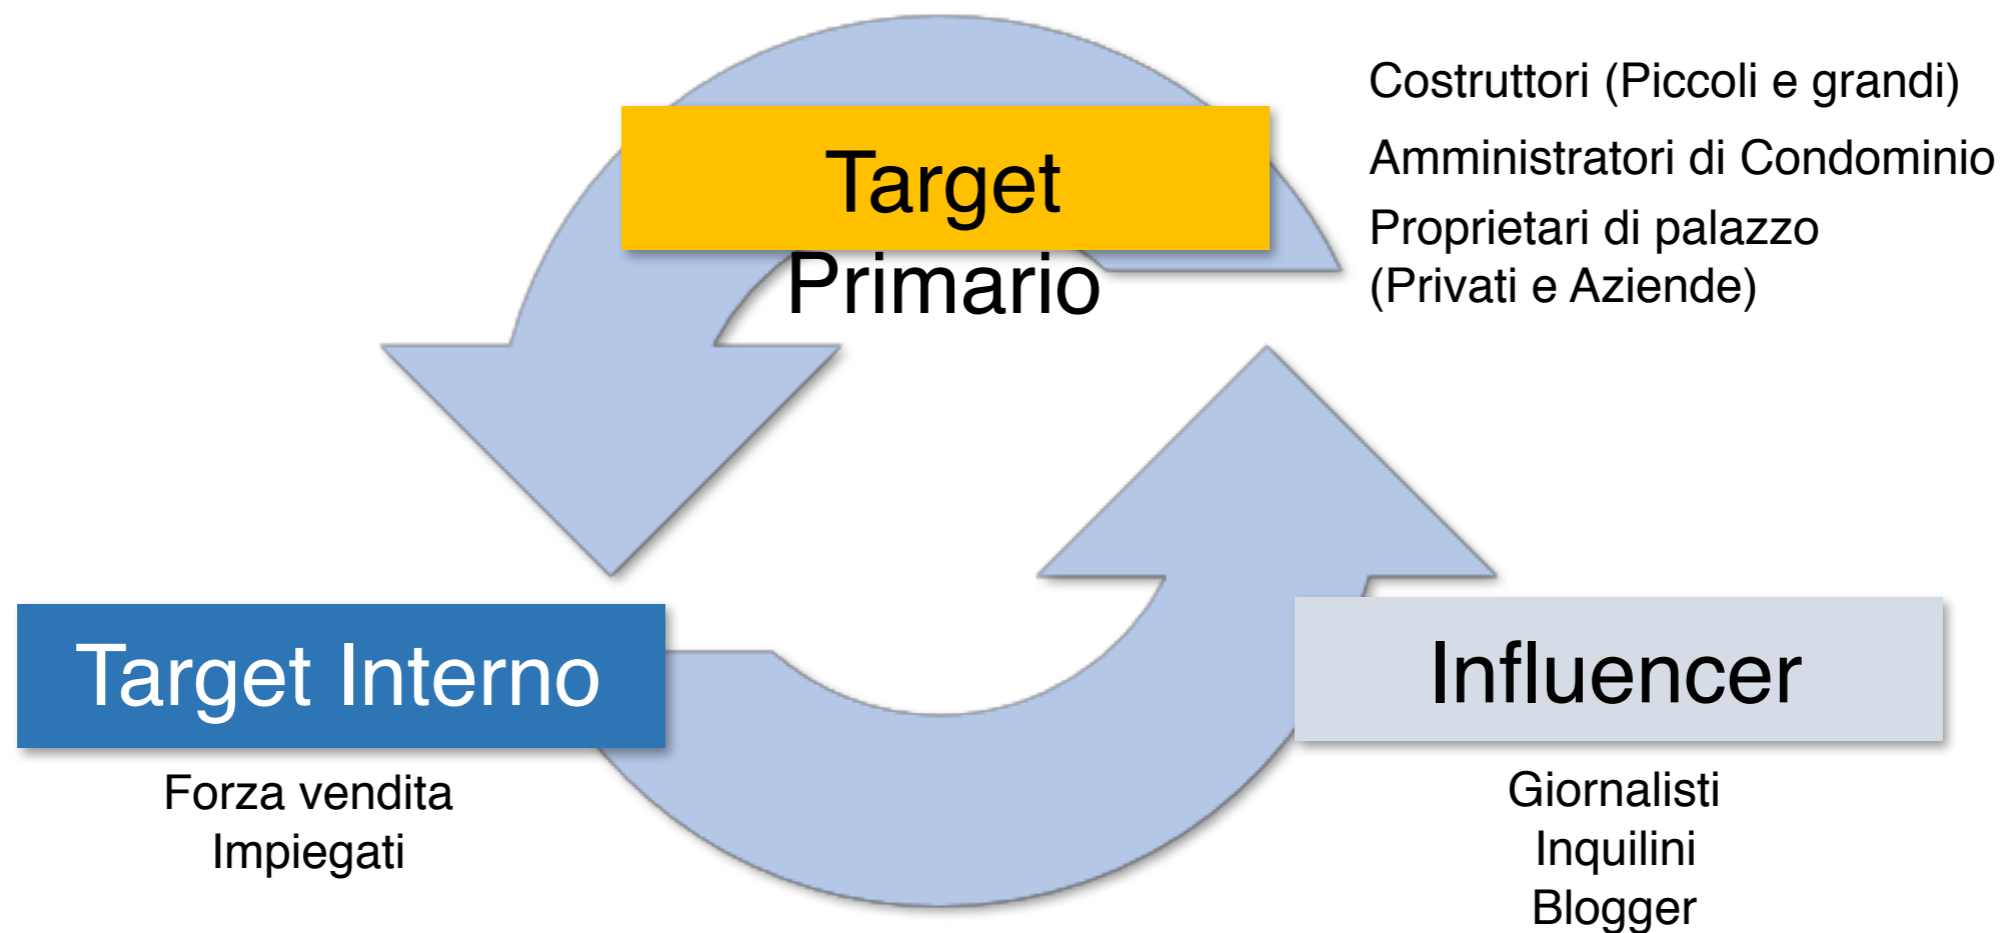 Target
Primario
Costruttori (Piccoli e grandi)
Amministratori di Condominio
Proprietari di palazzo
(Privati e Aziende)
Target Interno
Forza vendita
Impiegati
Influencer
Giornalisti
Inquilini
Blogger